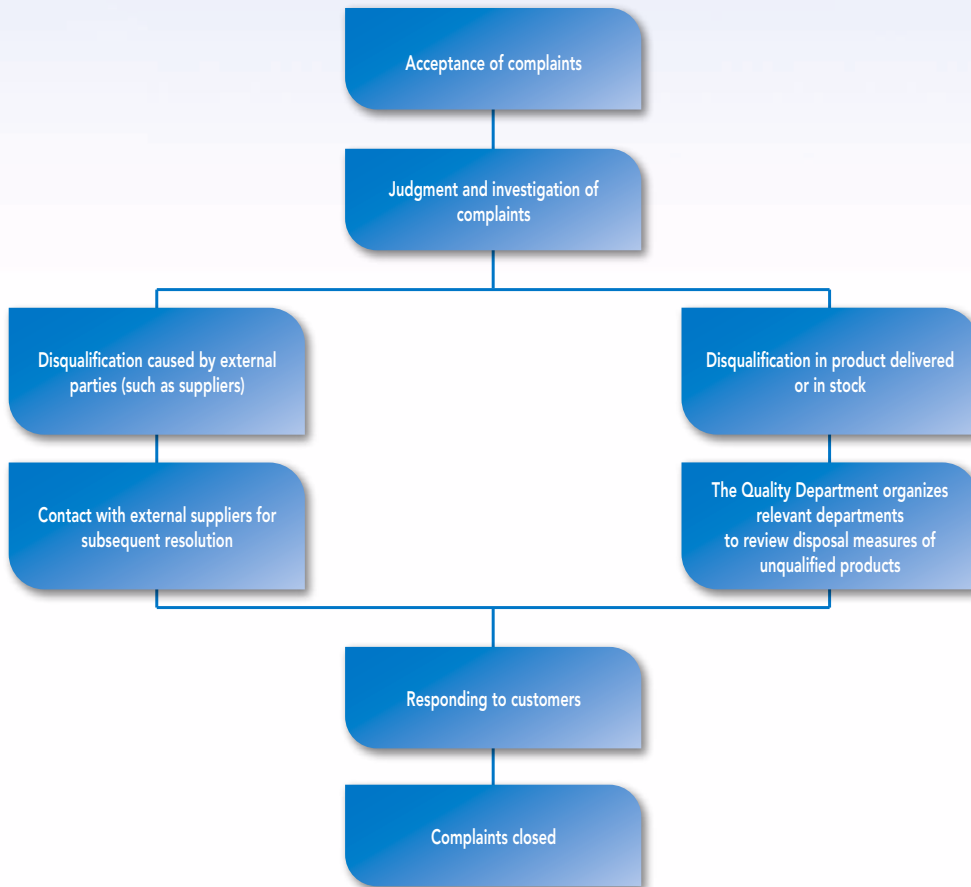 Acceptance of complaints
Judgment and investigation of
complaints
Disqualification caused by external
parties (such as suppliers)
Disqualification in product delivered
or in stock
Contact with external suppliers for
subsequent resolution
The Quality Department organizes
relevant departments
to review disposal measures of
unqualified products
Responding to customers
Complaints closed